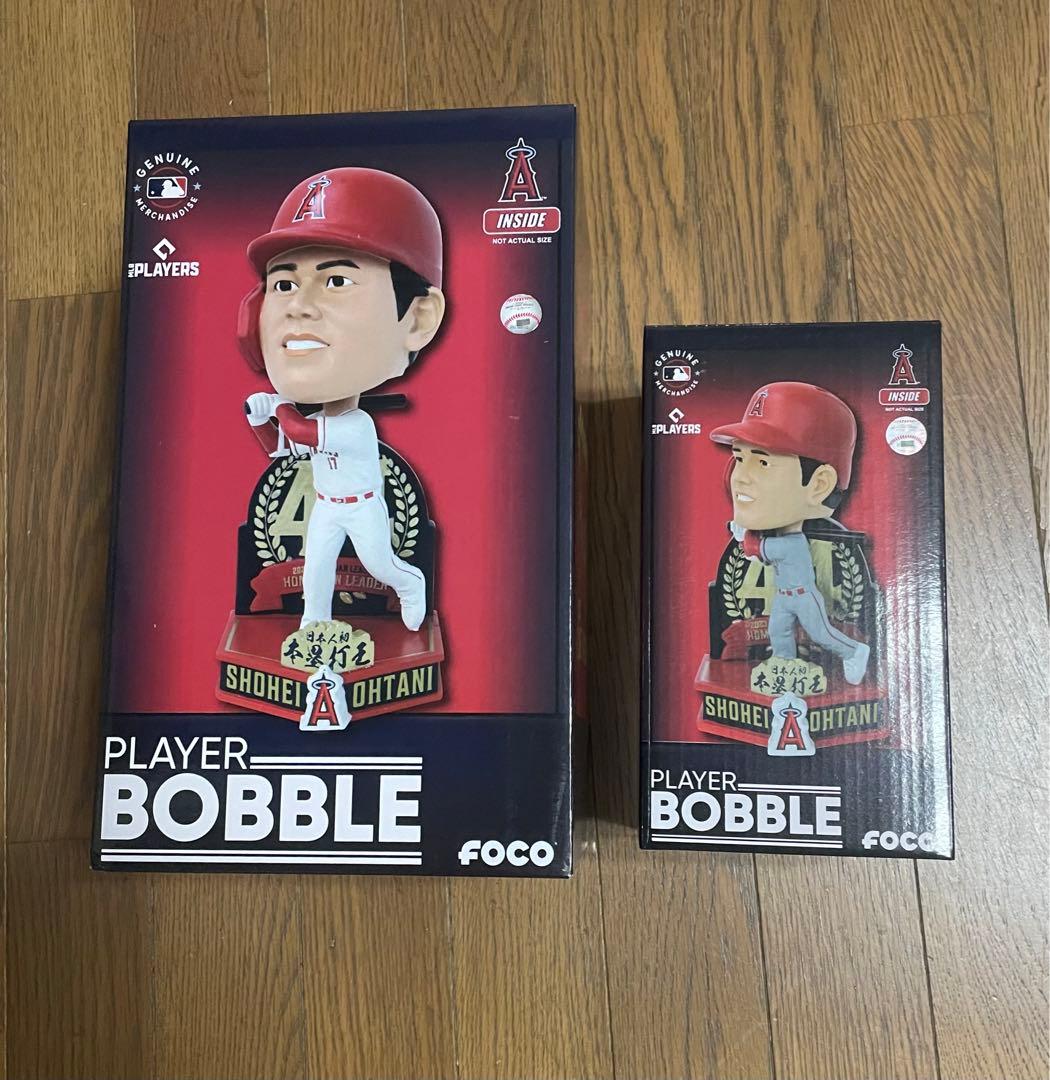 GENUINE
MERCHANDISE
MLB PLAYERS
A
INSIDE
NOT ACTUAL SIZE
A
17
HOME RUN LEADER
日本人初
本塁打王
SHOHEI A OHTANI
PLAYER
BOBBLE
FOCO
GENUINE
MERCHANDISE
PLAYERS
A
INSIDE
NOT ACTUAL SIZE
A
日本人初
本塁打王
SHOHEI A OHTANI
PLAYER
BOBBLE
FOCO